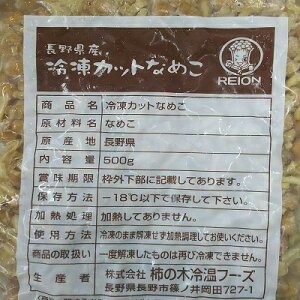 長野県産
冷凍カットなめこ
REION
商品名 冷凍カットなめこ
原材料名 なめこ
原産地 長野県
内容量 500g
賞味期限 枠外下部に記載してあります。
保存方法 −18℃以下で保存して下さい。
加熱処理 加熱してありません。
使用方法 冷凍のまま解凍せず加熱調理してお使いください。
商品の取扱い 一度解凍したものは再び冷凍できません。
生産者 株式会社 柿の木冷温フーズ
長野県長野市篠ノ井岡田727-1